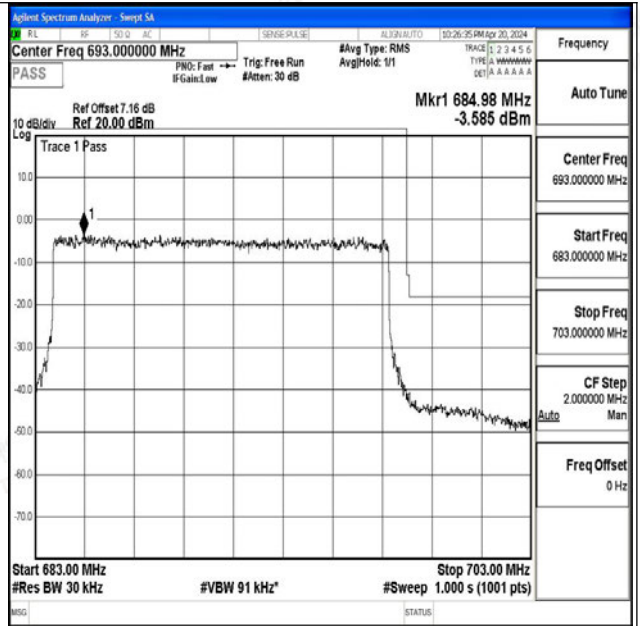 Agilent Spectrum Analyzer - Swept SA
RL RF 50 Ω AC SENSE:PULSE ALIGNAUTO 10:26:35 PM Apr 20, 2024
Center Freq 693.000000 MHz
PASS
PNO: Fast
IFGain:Low
Trig: Free Run
#Atten: 30 dB
#Avg Type: RMS
Avg|Hold: 1/1
TRACE 1 2 3 4 5 6
TYPE A WWWWW
DET A A A A A A
Ref Offset 7.16 dB
10 dB/div Ref 20.00 dBm
Log
Mkr1 684.98 MHz
-3.585 dBm
Trace 1 Pass
1
10.0
0.00
-10.0
-20.0
-30.0
-40.0
-50.0
-60.0
-70.0
Start 683.00 MHz Stop 703.00 MHz
#Res BW 30 kHz #VBW 91 kHz* #Sweep 1.000 s (1001 pts)
MSG STATUS
Frequency
Auto Tune
Center Freq
693.000000 MHz
Start Freq
683.000000 MHz
Stop Freq
703.000000 MHz
CF Step
2.000000 MHz
Auto Man
Freq Offset
0 Hz